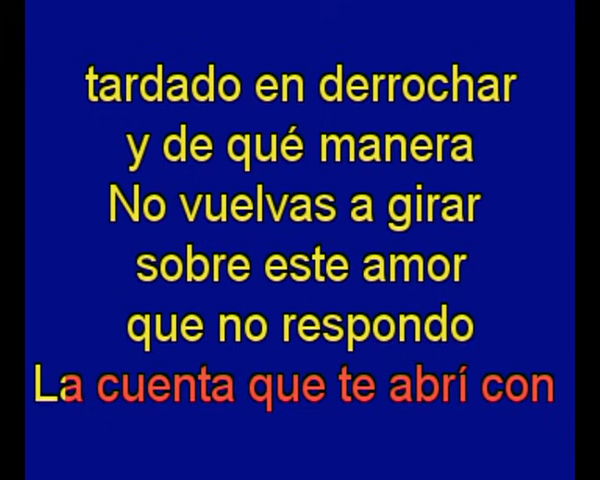 tardado en derrochar
y de qué manera
No vuelvas a girar
sobre este amor
que no respondo
La cuenta que te abrí con